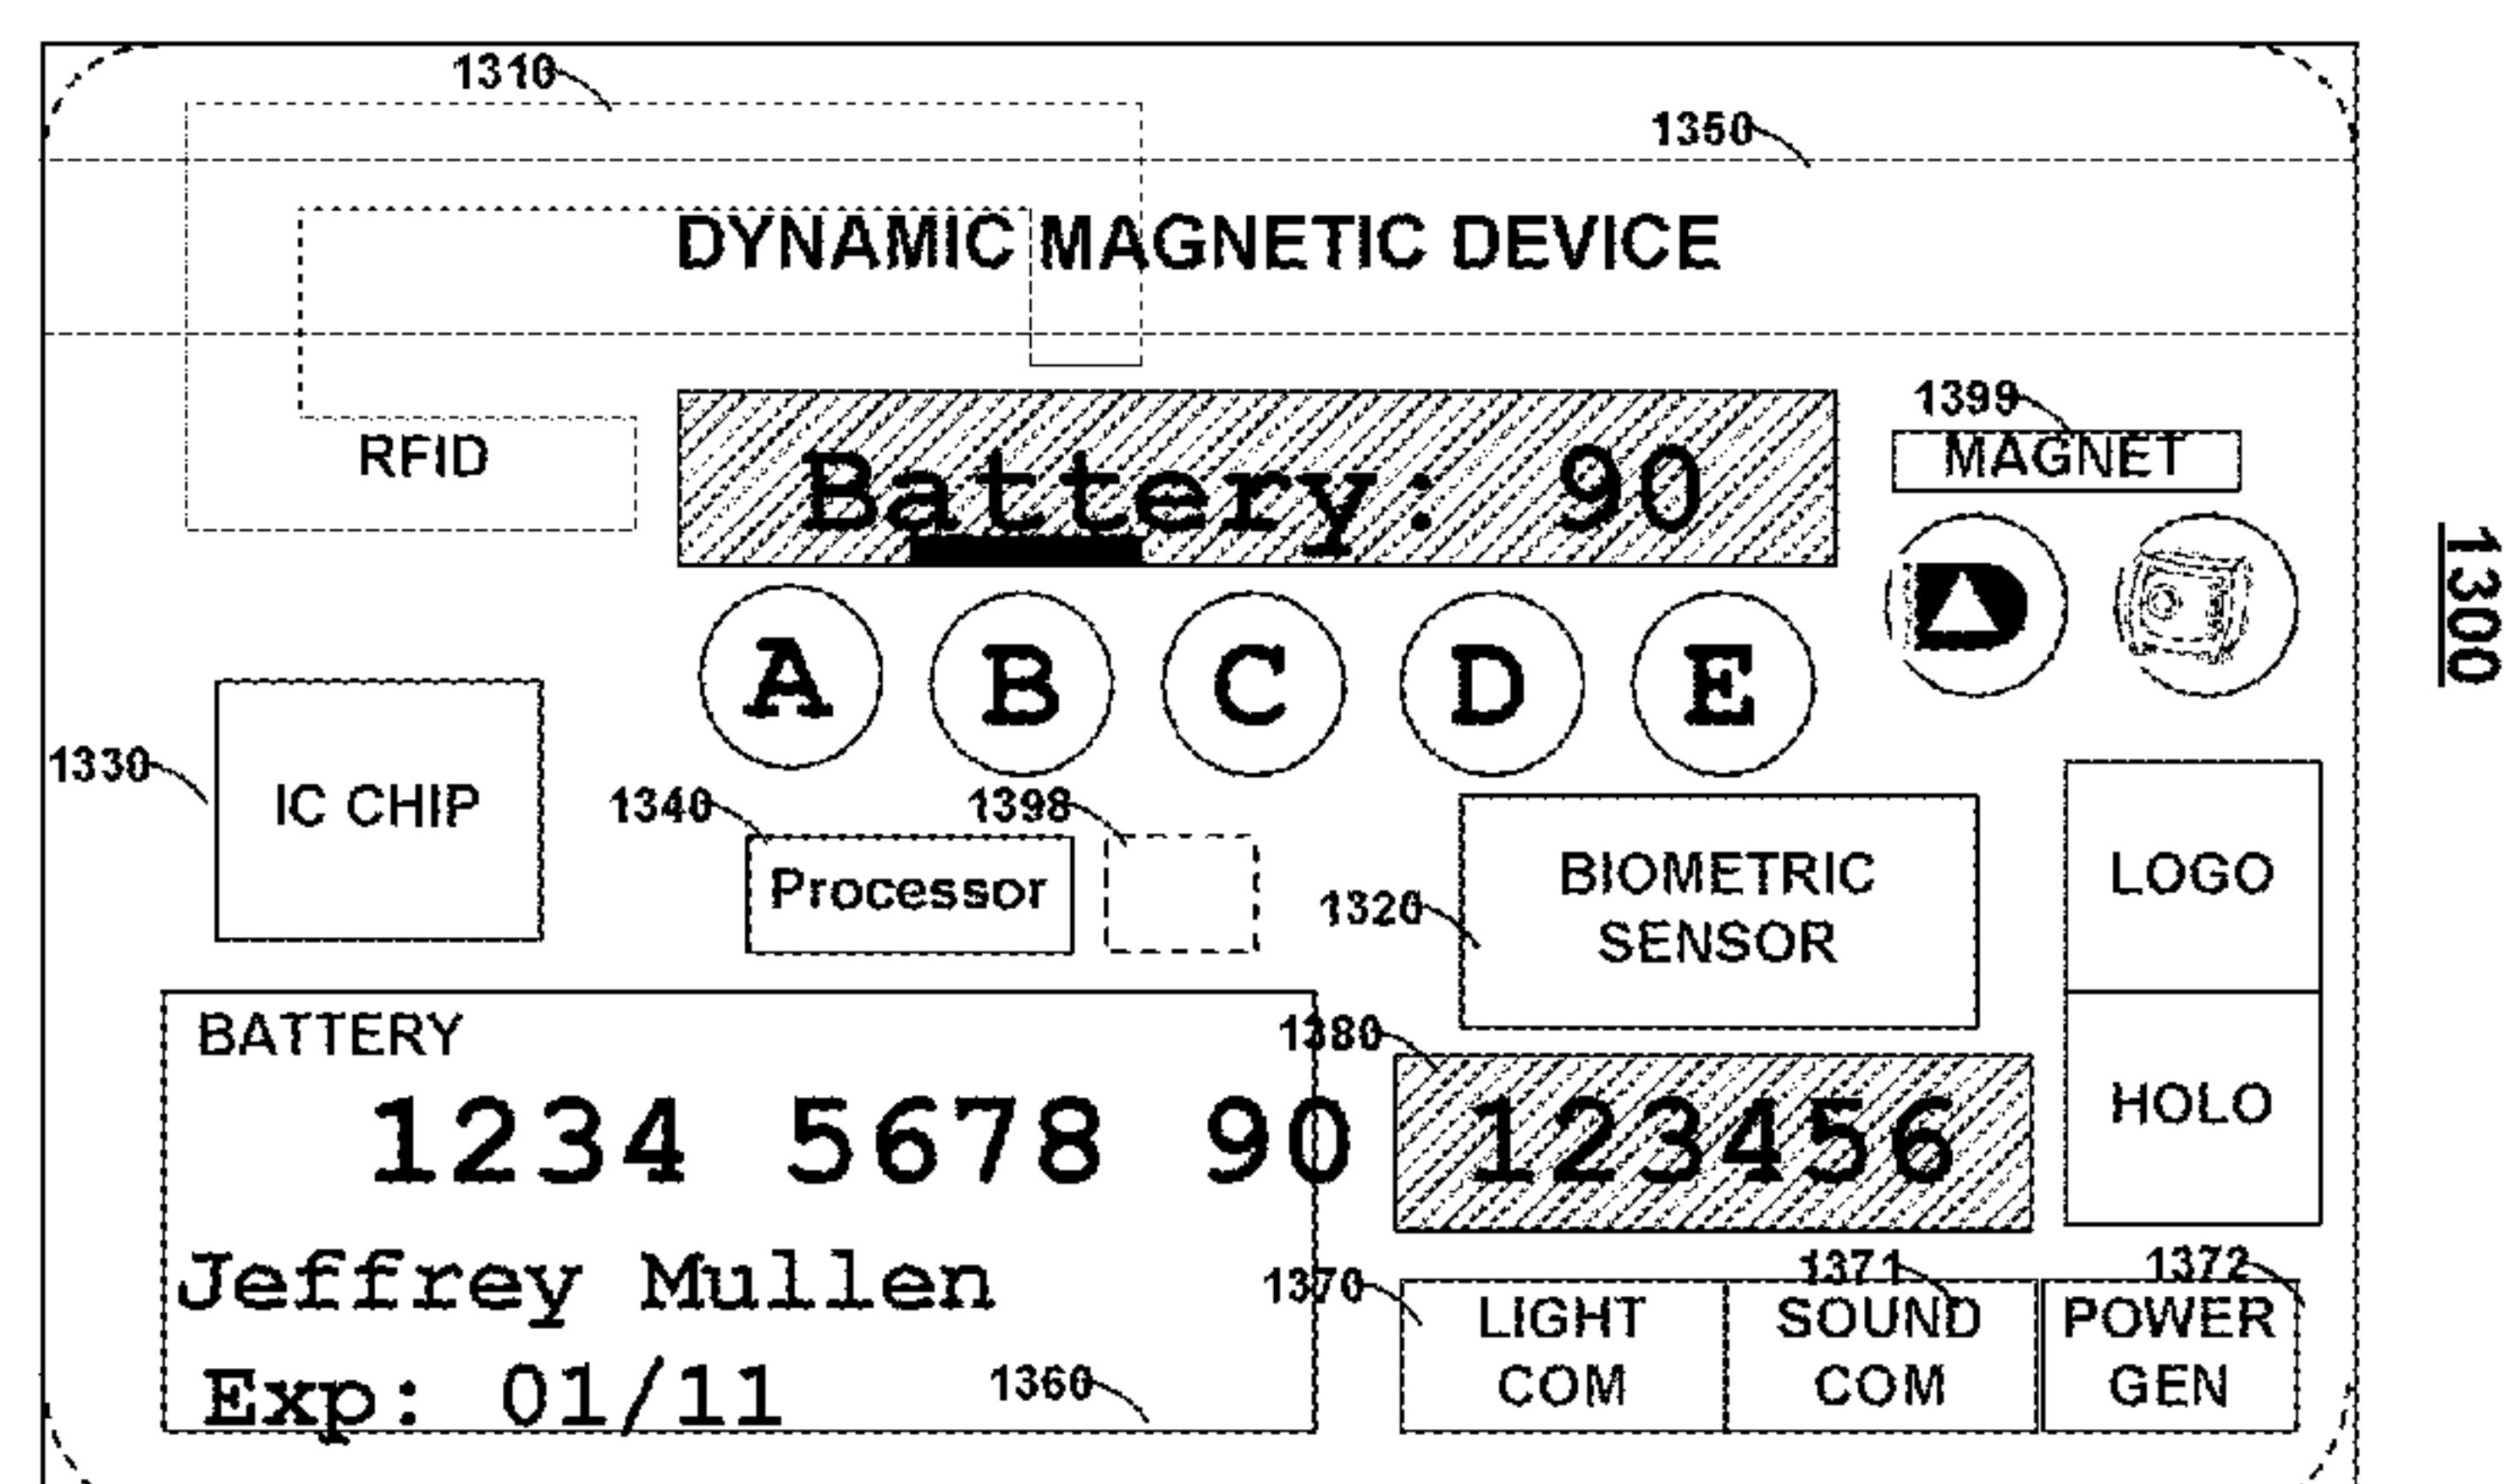 1310
1350
DYNAMIC MAGNETIC DEVICE
1399
MAGNET
RFID
Battery: 90
1300
A B C D E
1330
IC CHIP
1340
1398
Processor
1320
BIOMETRIC
SENSOR
LOGO
BATTERY
1380
HOLO
1234 5678 90 123456
Jeffrey Mullen
1370
1371
1372
LIGHT
COM
SOUND
COM
POWER
GEN
Exp: 01/11
1360